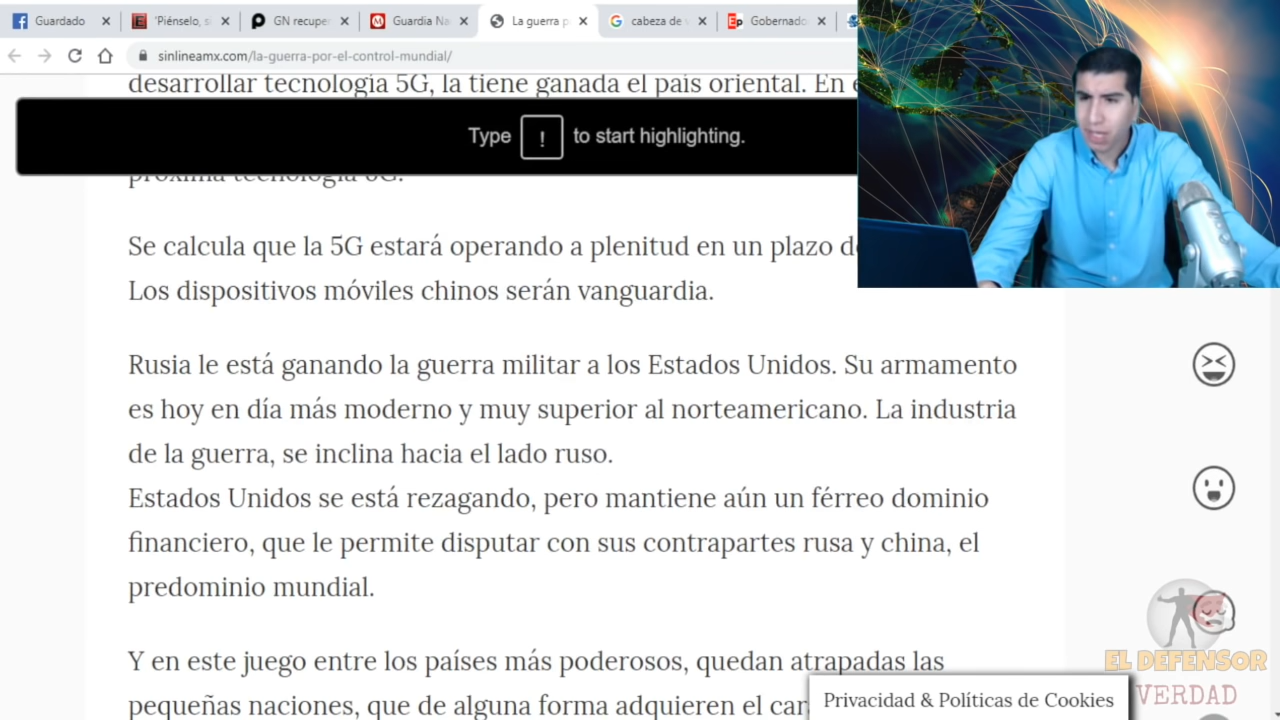 Guardado
'Piénselo, si
GN recupe
Guardia Na
La guerra p
cabeza de
Gobernado
sinlineamx.com/la-guerra-por-el-control-mundial/
desarrollar tecnología 5G, la tiene ganada el país oriental. En
Type ! to start highlighting.
próxima tecnología 6G.
Se calcula que la 5G estará operando a plenitud en un plazo
Los dispositivos móviles chinos serán vanguardia.
Rusia le está ganando la guerra militar a los Estados Unidos. Su armamento
es hoy en día más moderno y muy superior al norteamericano. La industria
de la guerra, se inclina hacia el lado ruso.
Estados Unidos se está rezagando, pero mantiene aún un férreo dominio
financiero, que le permite disputar con sus contrapartes rusa y china, el
predominio mundial.
Y en este juego entre los países más poderosos, quedan atrapadas las
pequeñas naciones, que de alguna forma adquieren el
Privacidad & Políticas de Cookies
EL DEFENSOR
VERDAD